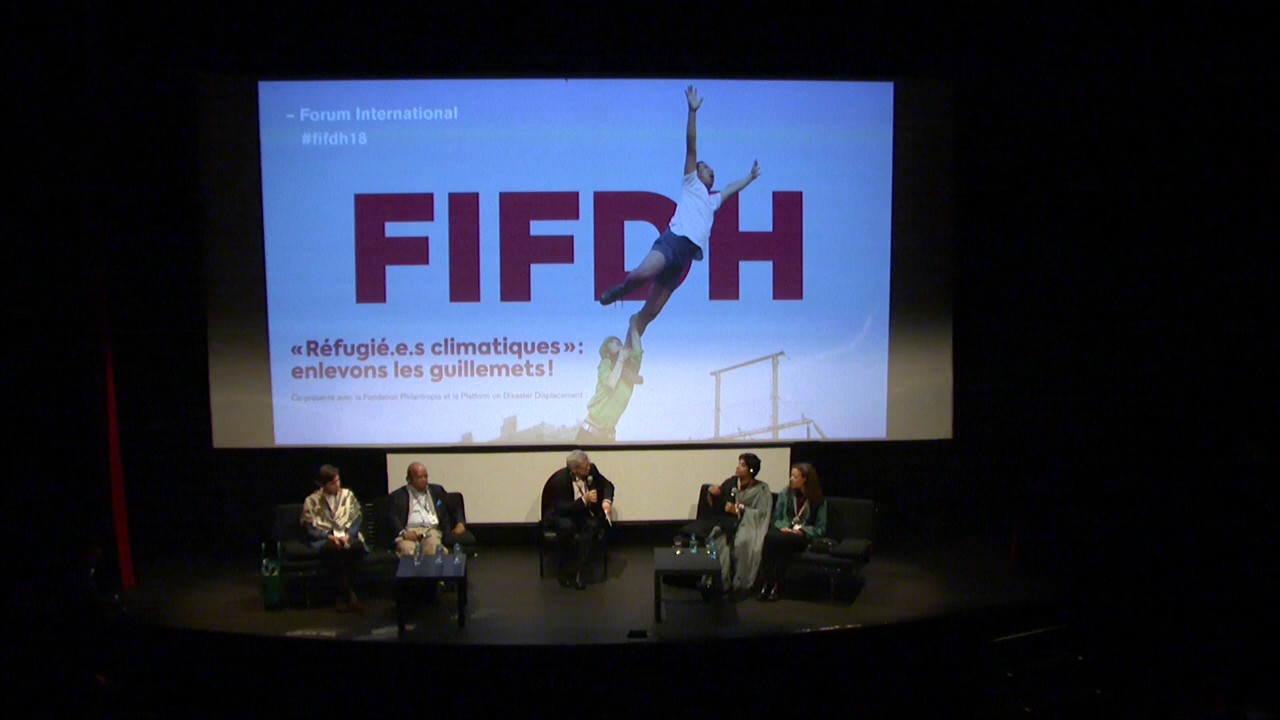 – Forum International
#fifdh18
FIFDH
« Réfugié.e.s climatiques » :
enlevons les guillemets !
Co-présenté avec la Fondation Philantropia et la Platform on Disaster Displacement